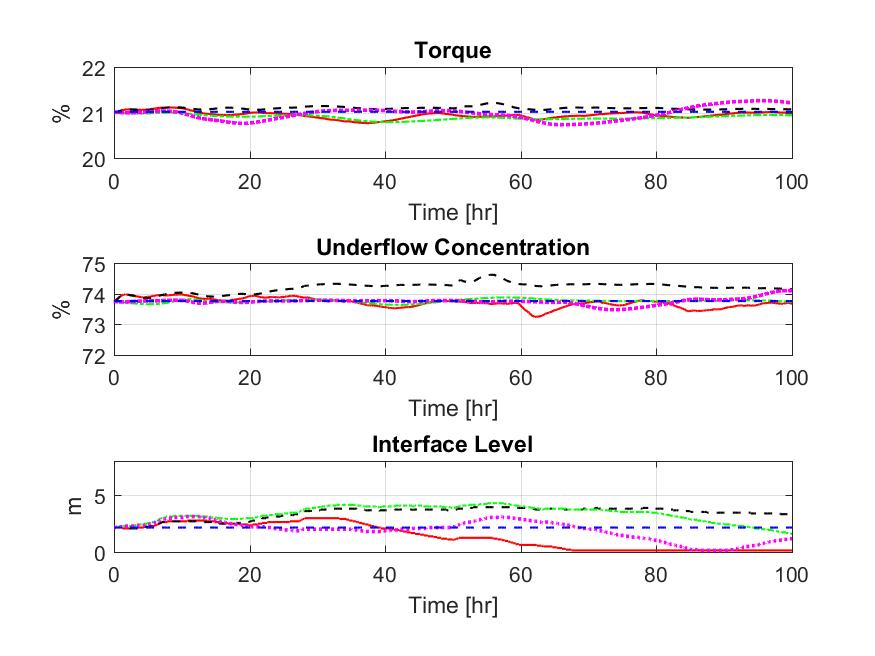 Torque
22
21
20
%
0 20 40 60 80 100
Time [hr]
Underflow Concentration
75
74
73
72
%
0 20 40 60 80 100
Time [hr]
Interface Level
5
0
m
0 20 40 60 80 100
Time [hr]